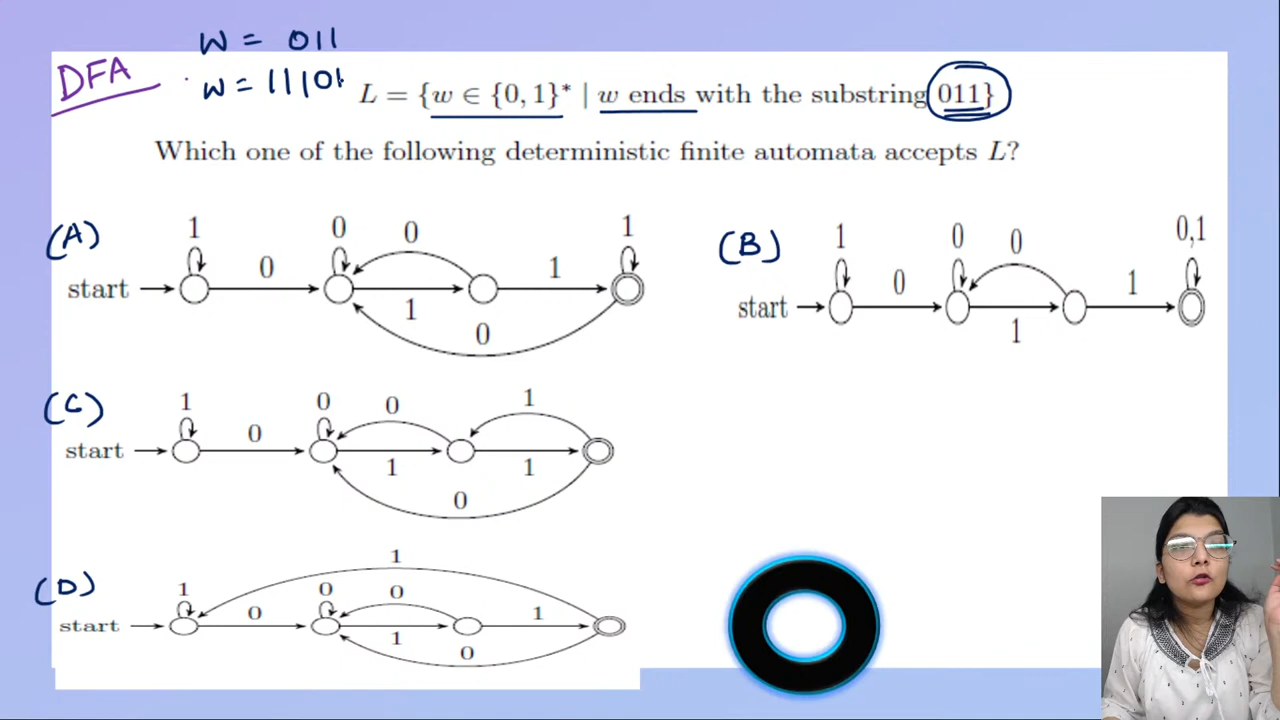 W = 011
DFA
W = 11101
L = {w ∈ {0, 1}* | w ends with the substring 011}
Which one of the following deterministic finite automata accepts L?
(A)
1 0 0 1
start 0 1 1
0
(B)
1 0 0 0,1
start 0 1 1
(C)
1 0 0 1
start 0 1 1
0
(D)
1
1 0 0
start 0 1 1
0